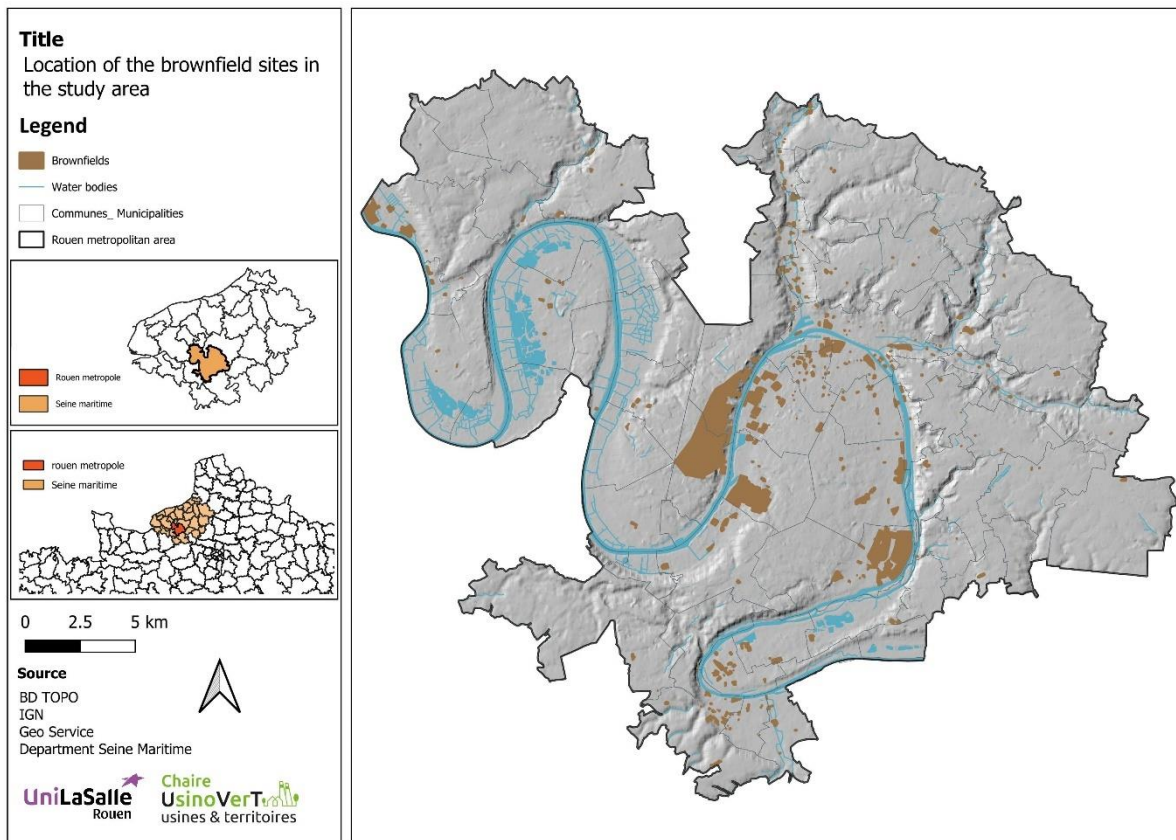 Title
Location of the brownfield sites in
the study area
Legend
Brownfields
Water bodies
Communes_ Municipalities
Rouen metropolitan area
Rouen metropole
Seine maritime
rouen metropole
Seine maritime
0 2.5 5 km
Source
BD TOPO
IGN
Geo Service
Department Seine Maritime
UniLaSalle
Rouen
Chaire
UsinoVerT
usines & territoires